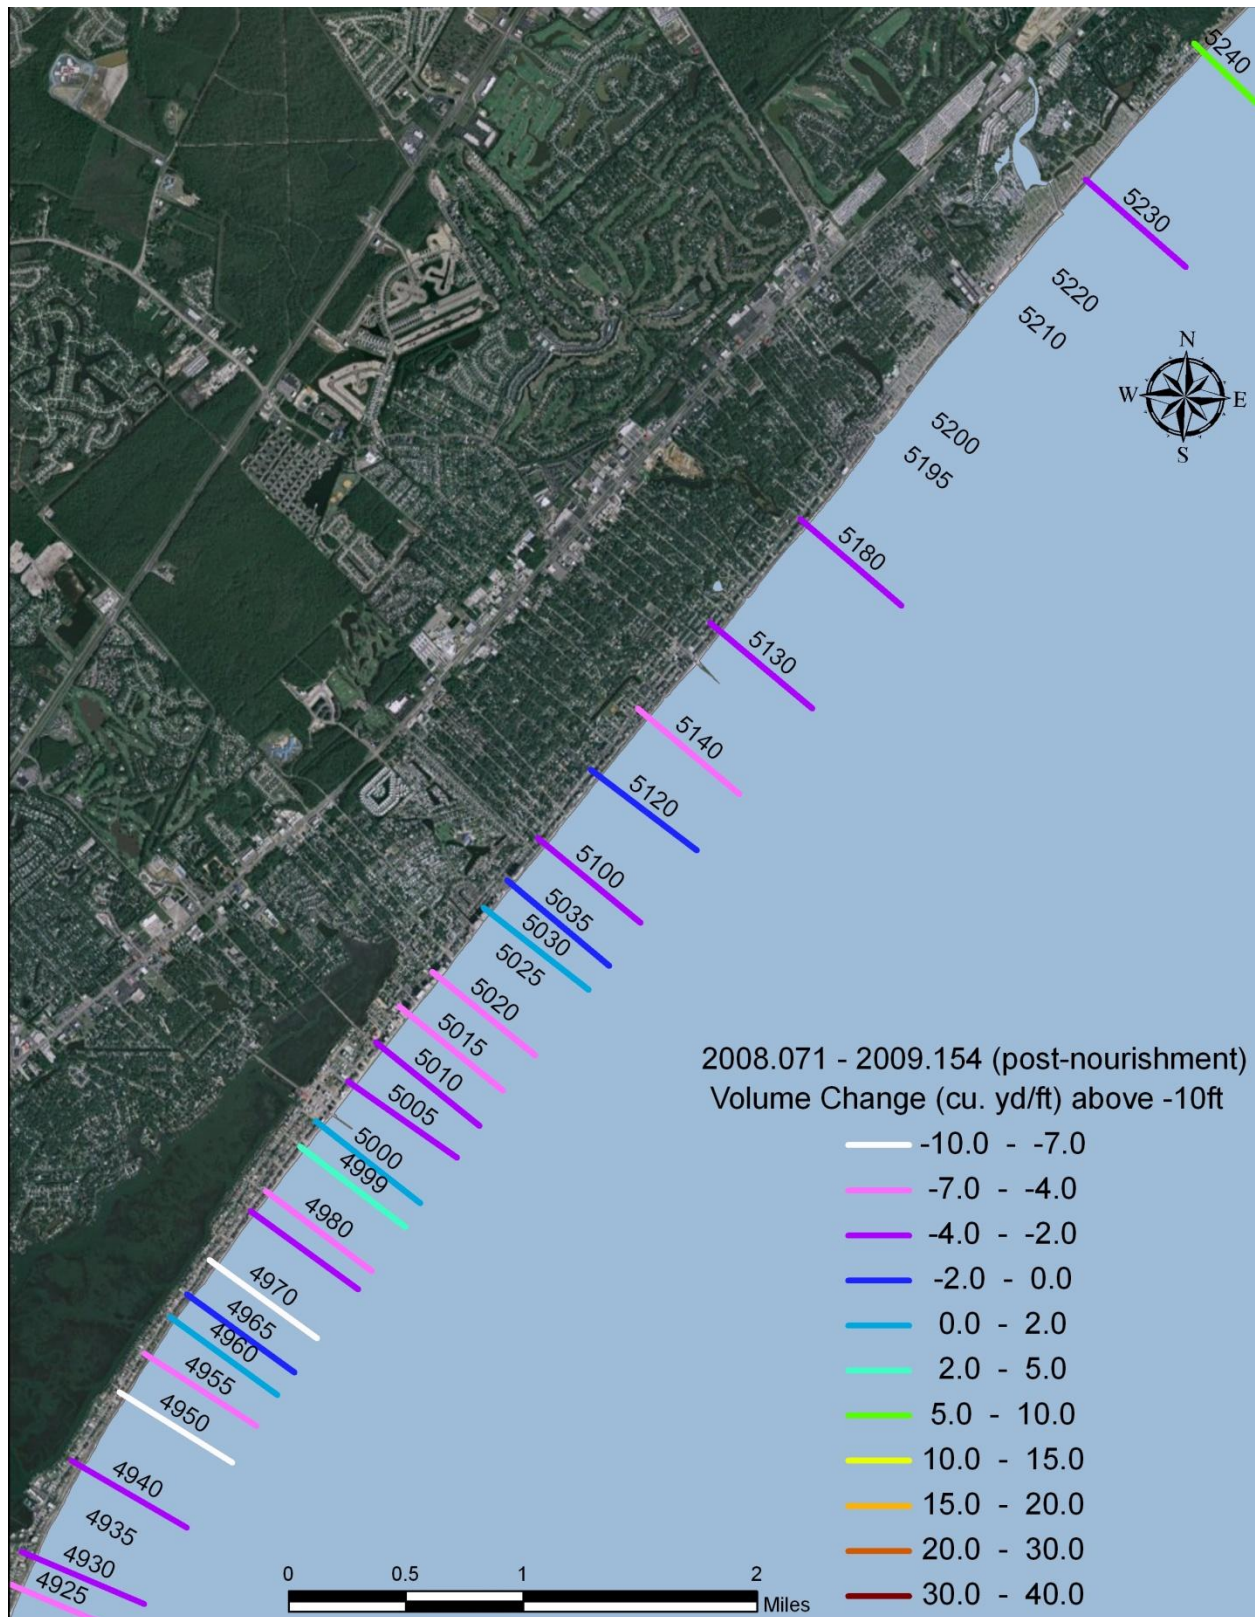 5240
5230
5220
5210
N
W
E
S
5200
5195
5180
5130
5140
5120
5100
5035
5030
5025
5020
5015
5010
5005
5000
4999
4980
4970
4965
4960
4955
4950
4940
4935
4930
4925
2008.071 - 2009.154 (post-nourishment)
Volume Change (cu. yd/ft) above -10ft
-10.0 - -7.0
-7.0 - -4.0
-4.0 - -2.0
-2.0 - 0.0
0.0 - 2.0
2.0 - 5.0
5.0 - 10.0
10.0 - 15.0
15.0 - 20.0
20.0 - 30.0
30.0 - 40.0
0 0.5 1 2
Miles